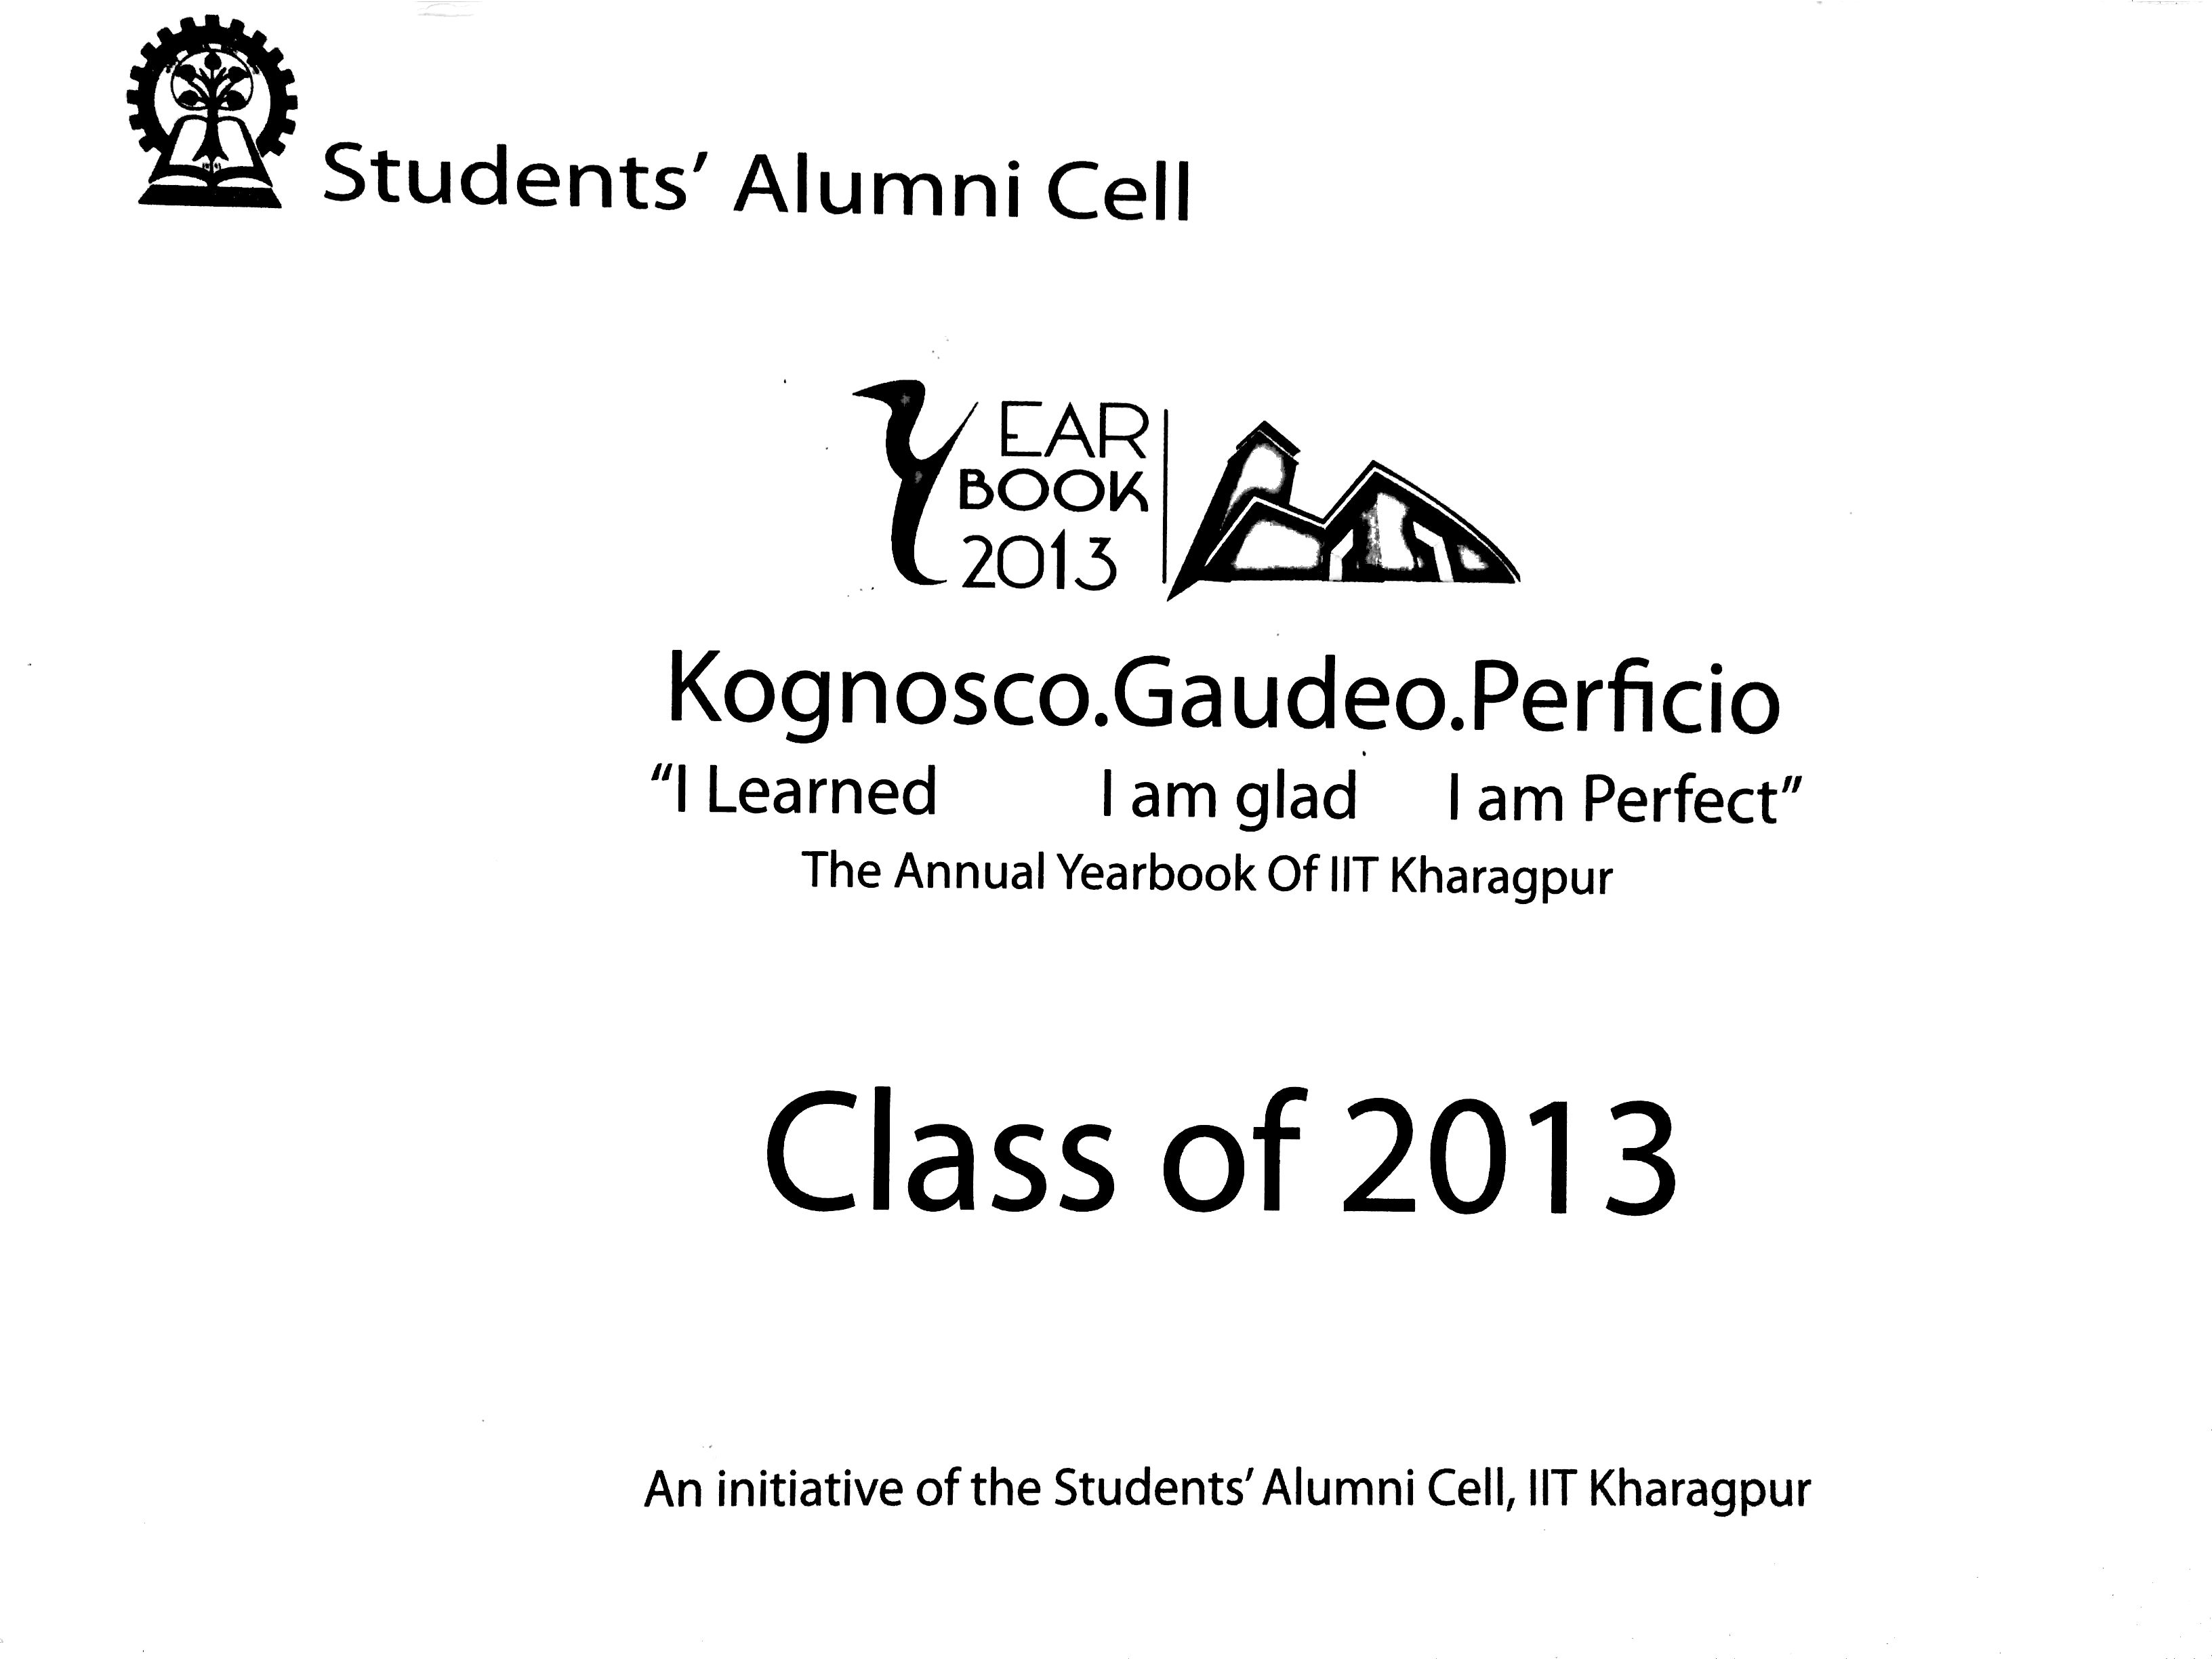 Students' Alumni Cell
YEAR
BOOK
2013
Kognosco.Gaudeo.Perficio
"I Learned I am glad I am Perfect"
The Annual Yearbook Of IIT Kharagpur
Class of 2013
An initiative of the Students' Alumni Cell, IIT Kharagpur